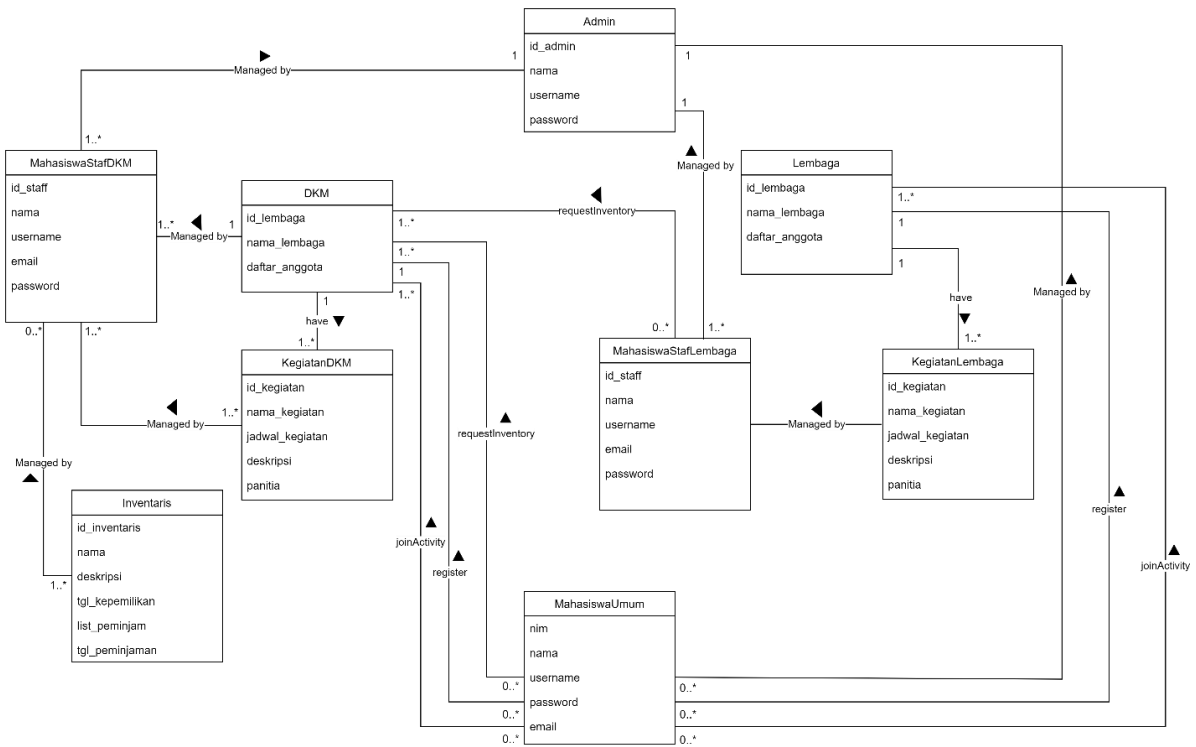 Admin
id_admin
nama
username
password
1
Managed by
1
1
Managed by
1..*
MahasiswaStafDKM
id_staff
nama
username
email
password
1..*
Managed by
1
DKM
id_lembaga
nama_lembaga
daftar_anggota
1..*
requestInventory
1..*
1
1..*
Lembaga
id_lembaga
nama_lembaga
daftar_anggota
1..*
1
1
Managed by
have
1..*
0..*
1..*
0..*
1..*
1
have
1..*
KegiatanDKM
id_kegiatan
nama_kegiatan
jadwal_kegiatan
deskripsi
panitia
1..*
Managed by
MahasiswaStafLembaga
id_staff
nama
username
email
password
Managed by
KegiatanLembaga
id_kegiatan
nama_kegiatan
jadwal_kegiatan
deskripsi
panitia
requestInventory
Managed by
Inventaris
id_inventaris
nama
deskripsi
tgl_kepemilikan
list_peminjam
tgl_peminjaman
1..*
joinActivity
register
register
joinActivity
MahasiswaUmum
nim
nama
username
password
email
0..*
0..*
0..*
0..*
0..*
0..*